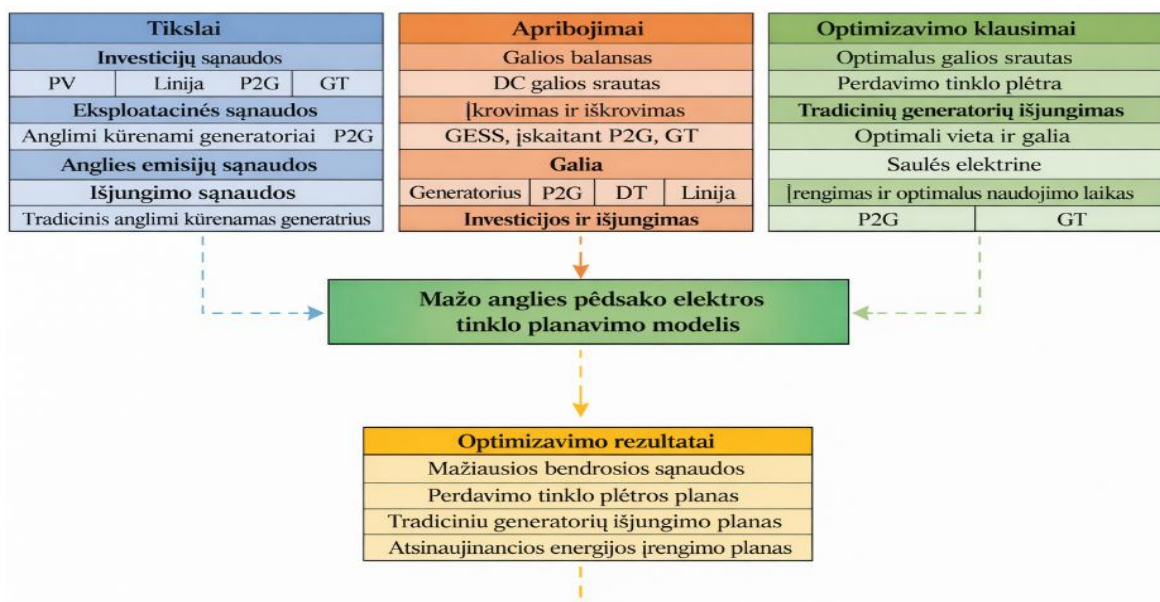 Tikslai
Investicijų sąnaudos
PV Linija P2G GT
Eksploatacinės sąnaudos
Anglimi kūrenami generatoriai P2G
Anglies emisijų sąnaudos
Išjungimo sąnaudos
Tradicinis anglimi kūrenamas generatrius
Apribojimai
Galios balansas
DC galios srautas
Įkrovimas ir iškrovimas
GESS, įskaitant P2G, GT
Galia
Generatorius P2G DT Linija
Investicijos ir išjungimas
Optimizavimo klausimai
Optimalus galios srautas
Perdavimo tinklo plėtra
Tradicinių generatorių išjungimas
Optimali vieta ir galia
Saulės elektrine
Įrengimas ir optimalus naudojimo laikas
P2G GT
Mažo anglies pêdsako elektros
tinklo planavimo modelis
Optimizavimo rezultatai
Mažiausios bendrosios sąnaudos
Perdavimo tinklo plėtros planas
Tradiciniu generatorių išjungimo planas
Atsinaujinancios energijos įrengimo planas